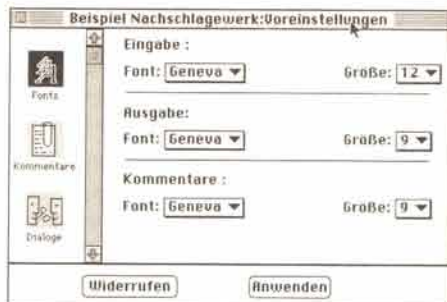 Beispiel Nachschlagewerk:Voreinstellungen
Fonts
Kommentare
Dialoge
Eingabe :
Font: Geneva Größe: 12
Ausgabe:
Font: Geneva Größe: 9
Kommentare :
Font: Geneva Größe: 9
Widerrufen Anwenden